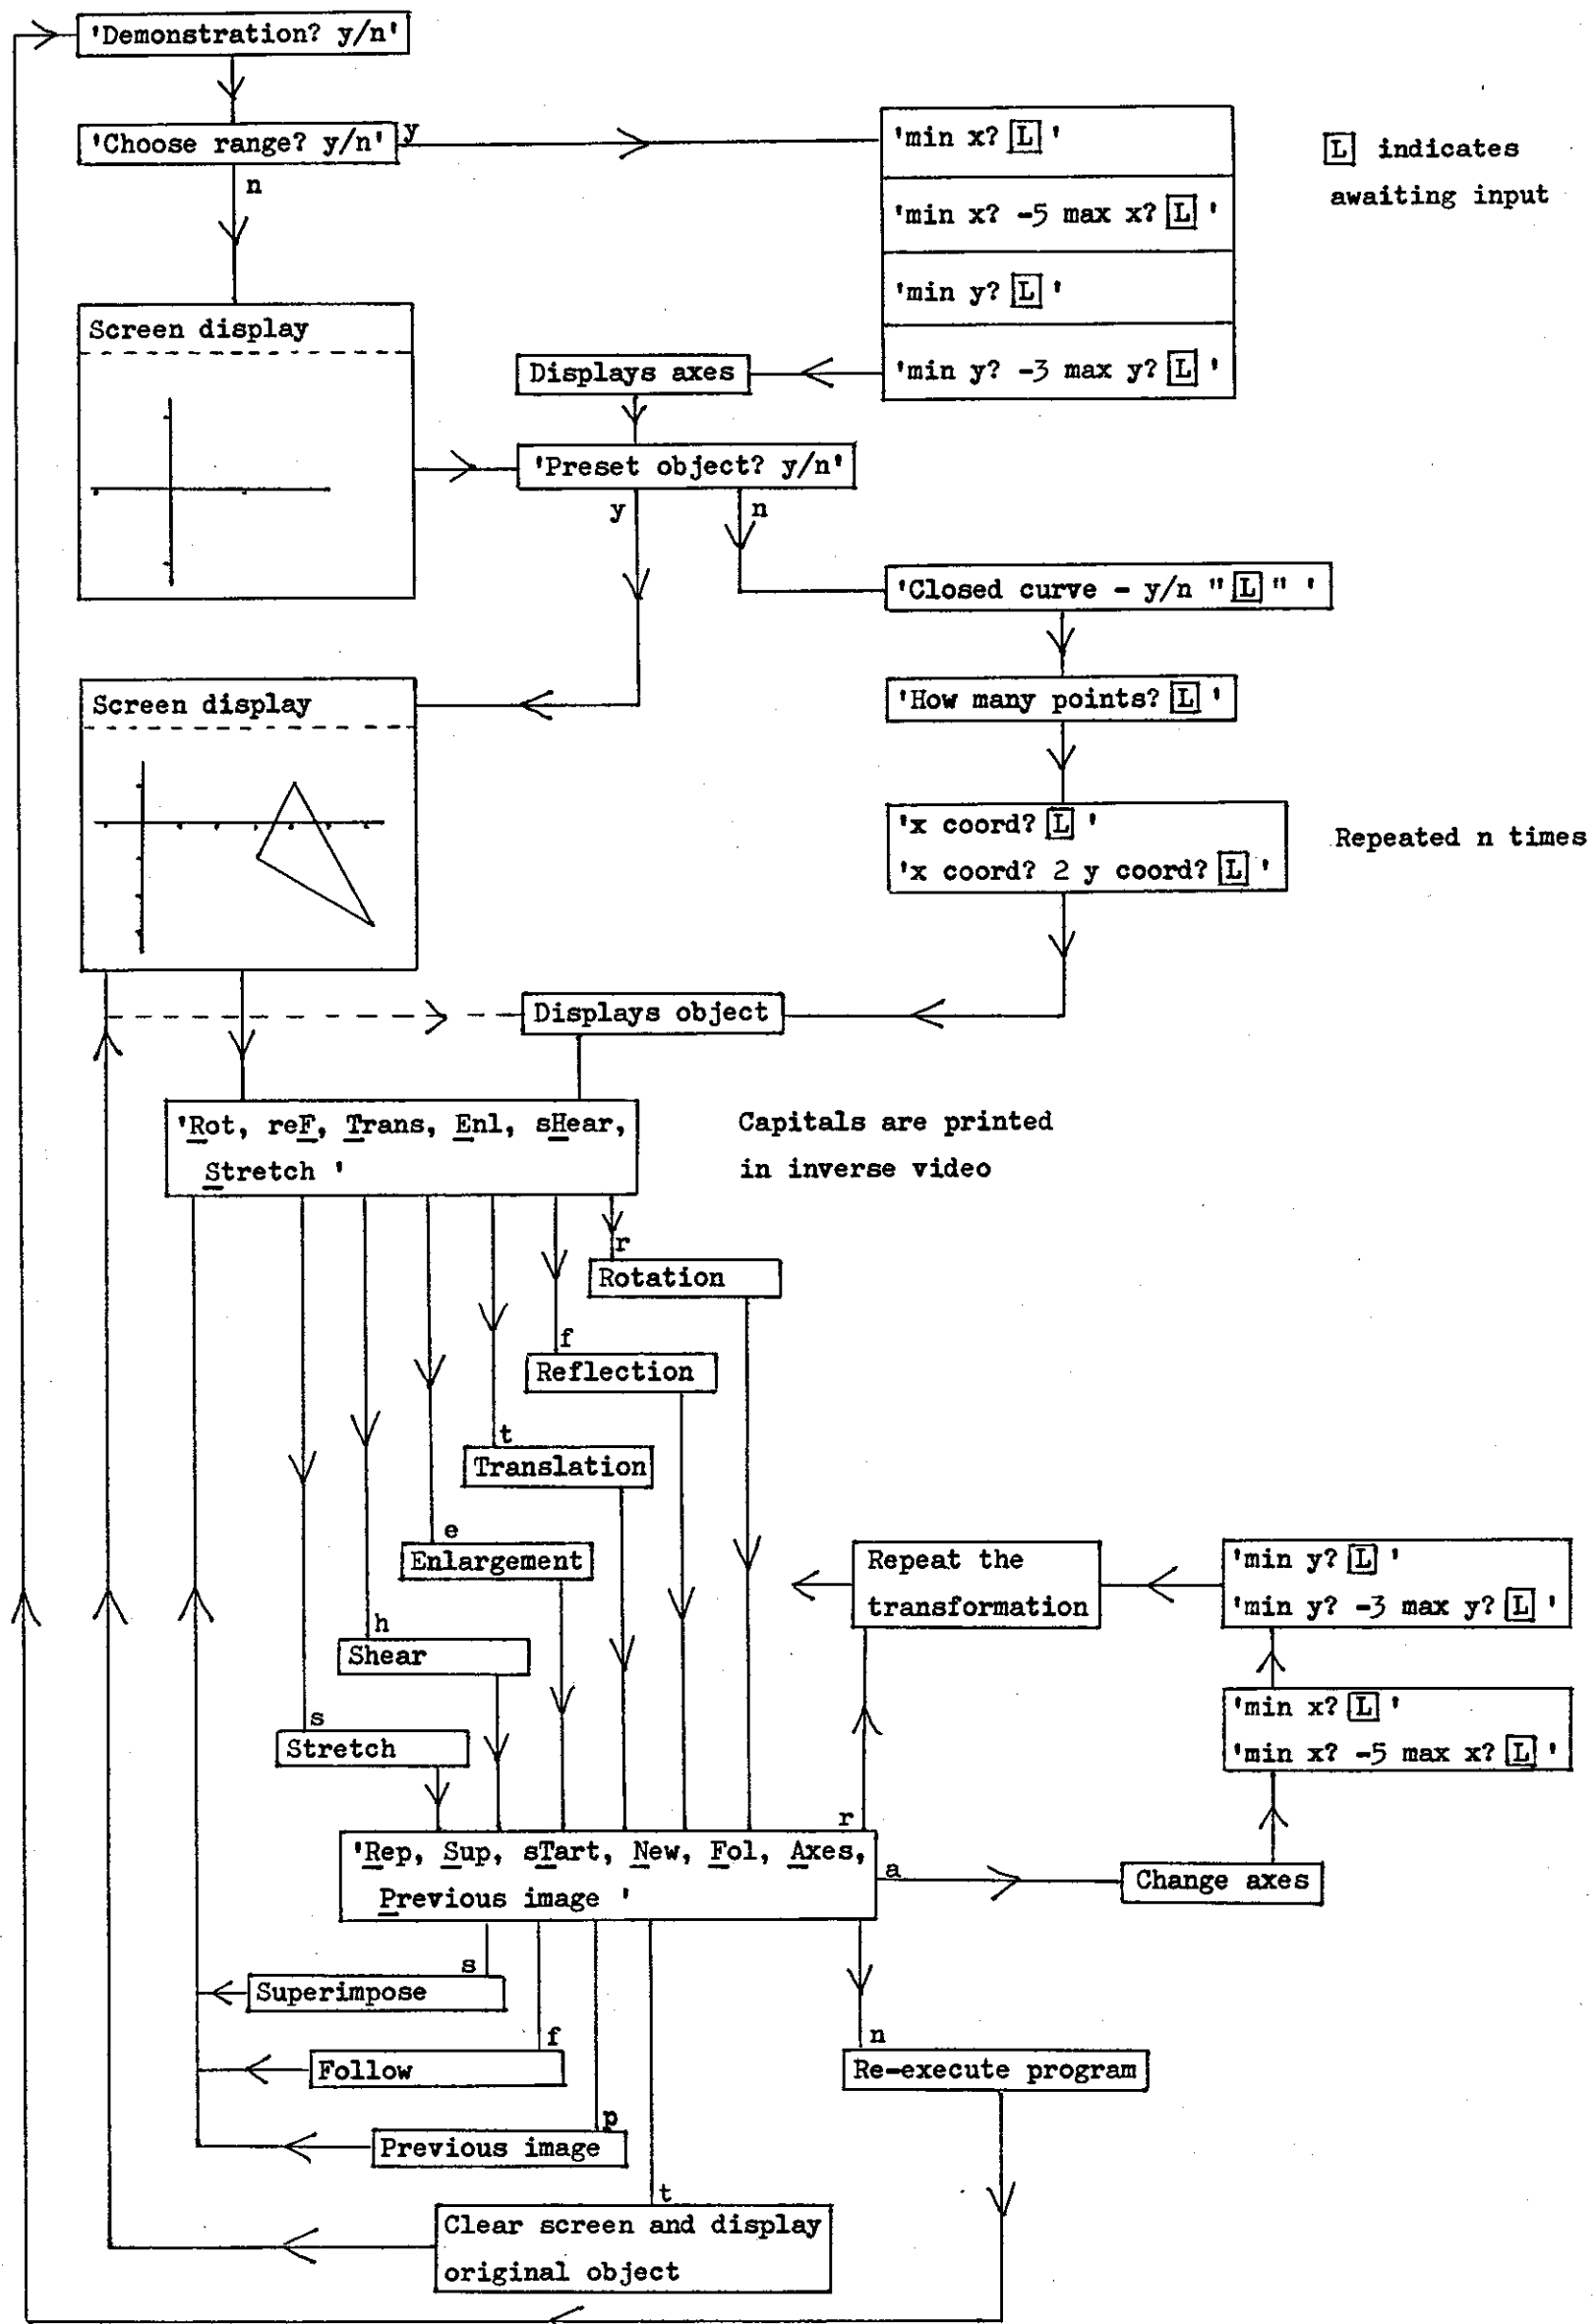 'Demonstration? y/n'
'Choose range? y/n'
y
n
'min x? L '
'min x? -5 max x? L '
'min y? L '
'min y? -3 max y? L '
L indicates
awaiting input
Screen display
Displays axes
'Preset object? y/n'
y
n
'Closed curve - y/n " L " '
'How many points? L '
'x coord? L '
'x coord? 2 y coord? L '
Repeated n times
Screen display
Displays object
'Rot, reF, Trans, Enl, sHear,
Stretch '
Capitals are printed
in inverse video
r
Rotation
f
Reflection
t
Translation
e
Enlargement
h
Shear
s
Stretch
Repeat the
transformation
'min y? L '
'min y? -3 max y? L '
'min x? L '
'min x? -5 max x? L '
r
'Rep, Sup, sTart, New, Fol, Axes,
Previous image '
a
Change axes
s
Superimpose
f
Follow
p
Previous image
t
Clear screen and display
original object
n
Re-execute program